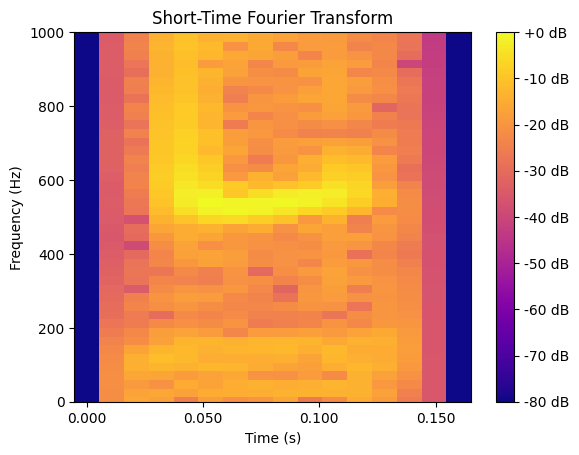 Short-Time Fourier Transform
1000
800
600
400
200
0
Frequency (Hz)
0.000
0.050
0.100
0.150
Time (s)
+0 dB
-10 dB
-20 dB
-30 dB
-40 dB
-50 dB
-60 dB
-70 dB
-80 dB